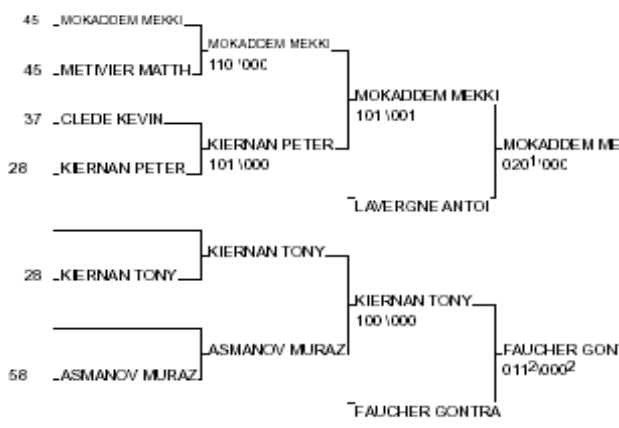 45 MOKADDEM MEKKI
MOKADDEM MEKKI
110 \000
45 METIVIER MATTH
MOKADDEM MEKKI
101 \001
37 CLEDE KEVIN
KIERNAN PETER
101 \000
MOKADDEM ME
020¹\000
28 KIERNAN PETER
LAVERGNE ANTOI
KIERNAN TONY
28 KIERNAN TONY
KIERNAN TONY
100 \000
ASMANOV MURAZ
FAUCHER GON
011²\000²
58 ASMANOV MURAZ
FAUCHER GONTRA